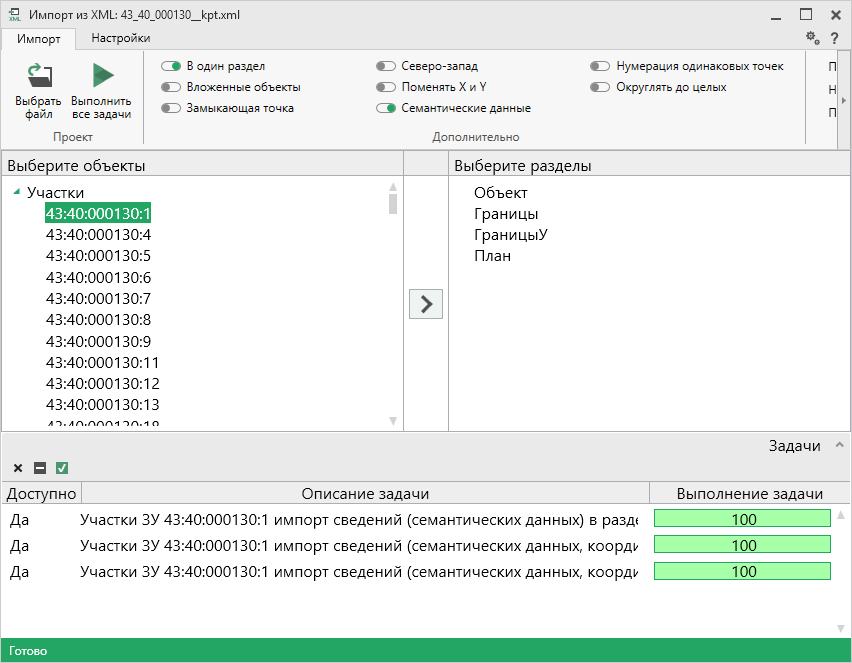 Импорт из XML: 43_40_000130__kpt.xml
Импорт Настройки
?
Выбрать файл
Выполнить все задачи
Проект
В один раздел
Вложенные объекты
Замыкающая точка
Северо-запад
Поменять X и Y
Семантические данные
Нумерация одинаковых точек
Округлять до целых
Дополнительно
П
Н
П
Выберите объекты
Участки
43:40:000130:1
43:40:000130:4
43:40:000130:5
43:40:000130:6
43:40:000130:7
43:40:000130:8
43:40:000130:9
43:40:000130:11
43:40:000130:12
43:40:000130:13
Выберите разделы
Объект
Границы
ГраницыУ
План
Задачи
Доступно Описание задачи Выполнение задачи
Да Участки ЗУ 43:40:000130:1 импорт сведений (семантических данных) в разде 100
Да Участки ЗУ 43:40:000130:1 импорт сведений (семантических данных, коорди 100
Да Участки ЗУ 43:40:000130:1 импорт сведений (семантических данных, коорди 100
Готово